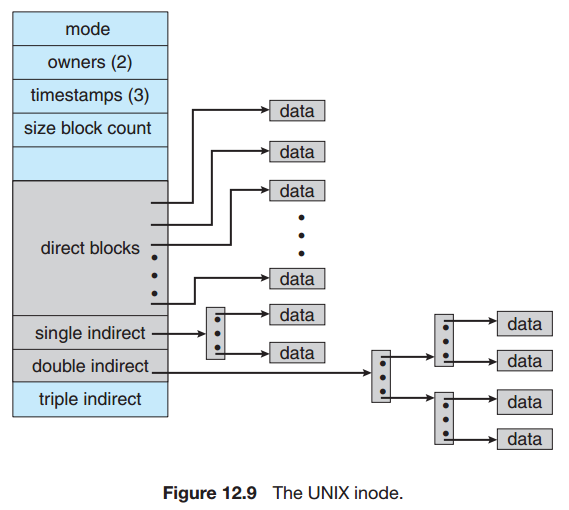 mode
owners (2)
timestamps (3)
size block count
data
data
data
direct blocks
data
data
single indirect
data
double indirect
triple indirect
data
data
data
data
Figure 12.9 The UNIX inode.